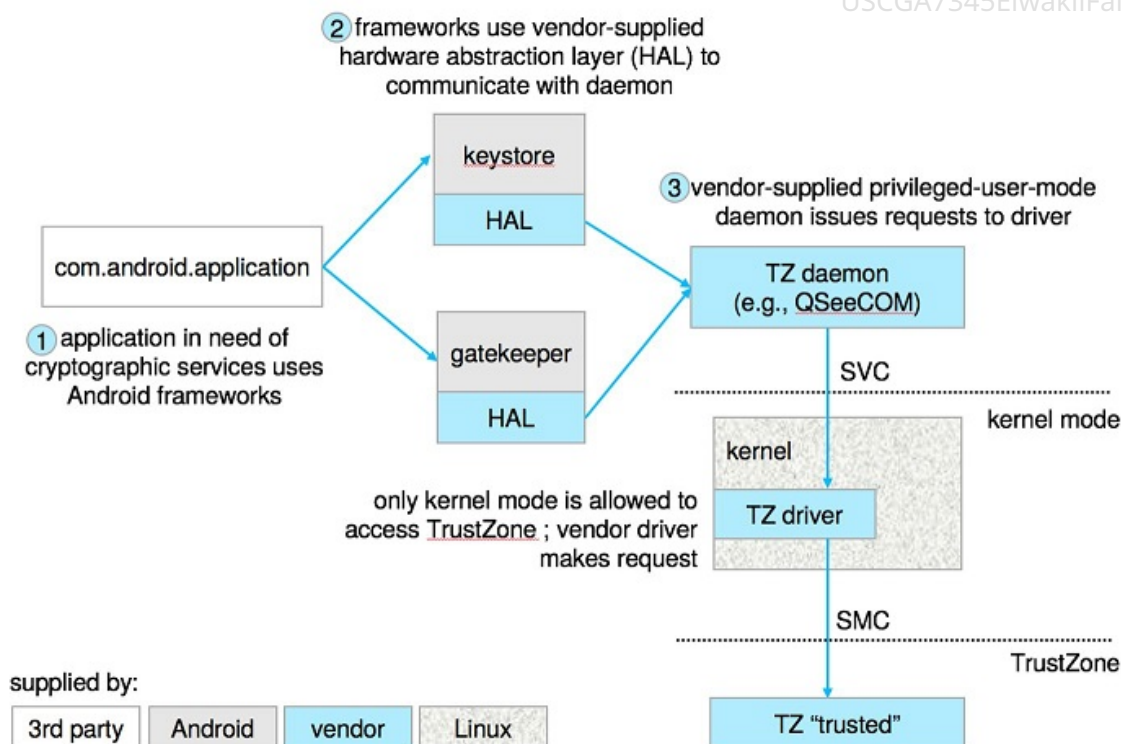 2 frameworks use vendor-supplied
hardware abstraction layer (HAL) to
communicate with daemon
keystore
HAL
3 vendor-supplied privileged-user-mode
daemon issues requests to driver
com.android.application
TZ daemon
(e.g., QSeeCOM)
1 application in need of
cryptographic services uses
Android frameworks
gatekeeper
HAL
SVC
kernel mode
kernel
only kernel mode is allowed to
access TrustZone ; vendor driver
makes request
TZ driver
SMC
TrustZone
supplied by:
3rd party Android vendor Linux
TZ “trusted”